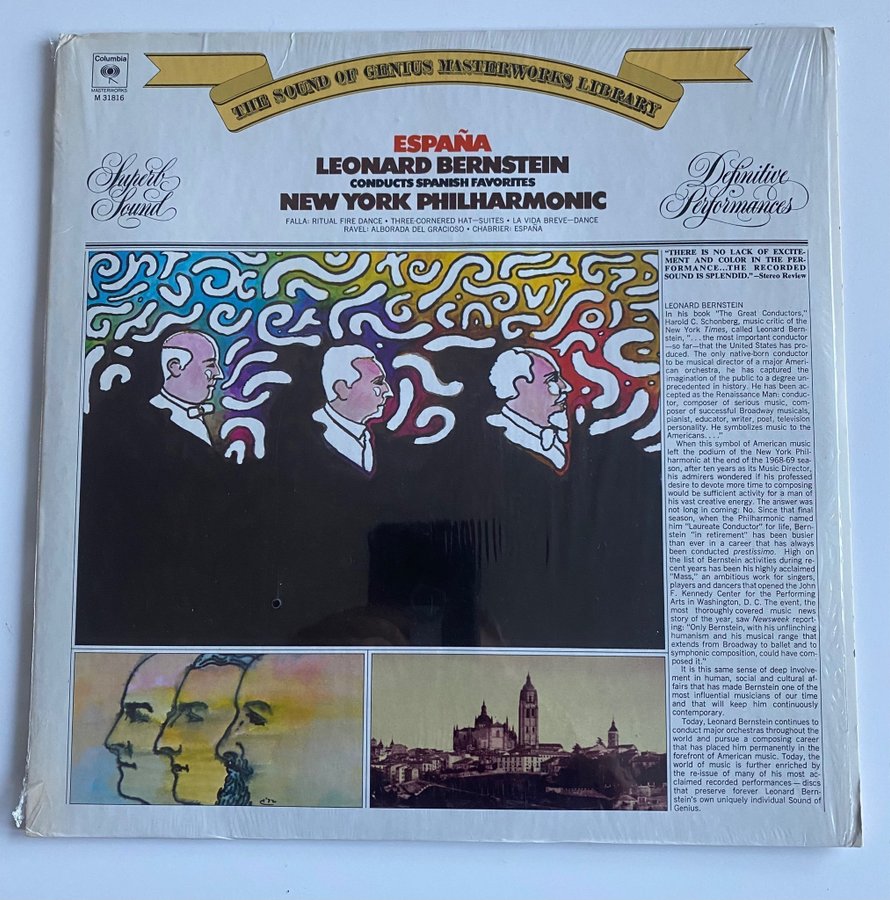 Columbia
MASTERWORKS
M 31816
THE SOUND OF GENIUS MASTERWORKS LIBRARY
Superb
Sound
ESPAÑA
LEONARD BERNSTEIN
CONDUCTS SPANISH FAVORITES
NEW YORK PHILHARMONIC
FALLA: RITUAL FIRE DANCE • THREE-CORNERED HAT—SUITES • LA VIDA BREVE—DANCE
RAVEL: ALBORADA DEL GRACIOSO • CHABRIER: ESPAÑA
Definitive
Performances
"THERE IS NO LACK OF EXCITE-
MENT AND COLOR IN THE PER-
FORMANCE...THE RECORDED
SOUND IS SPLENDID."—Stereo Review
LEONARD BERNSTEIN
In his book "The Great Conductors,"
Harold C. Schonberg, music critic of the
New York Times, called Leonard Bern-
stein, "...the most important conductor
—so far—that the United States has pro-
duced. The only native-born conductor
to be musical director of a major Ameri-
can orchestra, he has captured the
imagination of the public to a degree un-
precedented in history. He has been ac-
cepted as the Renaissance Man: conduc-
tor, composer of serious music, com-
poser of successful Broadway musicals,
pianist, educator, writer, poet, television
personality. He symbolizes music to the
Americans...."
When this symbol of American music
left the podium of the New York Phil-
harmonic at the end of the 1968-69 sea-
son, after ten years as its Music Director,
his admirers wondered if his professed
desire to devote more time to composing
would be sufficient activity for a man of
his vast creative energy. The answer was
not long in coming: No. Since that final
season, when the Philharmonic named
him "Laureate Conductor" for life, Bern-
stein "in retirement" has been busier
than ever in a career that has always
been conducted prestissimo. High on
the list of Bernstein activities during re-
cent years has been his highly acclaimed
"Mass," an ambitious work for singers,
players and dancers that opened the John
F. Kennedy Center for the Performing
Arts in Washington, D. C. The event, the
most thoroughly covered music news
story of the year, saw Newsweek report-
ing: "Only Bernstein, with his unflinching
humanism and his musical range that
extends from Broadway to ballet and to
symphonic composition, could have com-
posed it."
It is this same sense of deep involve-
ment in human, social and cultural af-
fairs that has made Bernstein one of the
most influential musicians of our time
and that will keep him continuously
contemporary.
Today, Leonard Bernstein continues to
conduct major orchestras throughout the
world and pursue a composing career
that has placed him permanently in the
forefront of American music. Today, the
world of music is further enriched by
the re-issue of many of his most ac-
claimed recorded performances—discs
that preserve forever Leonard Bern-
stein's own uniquely individual Sound of
Genius.